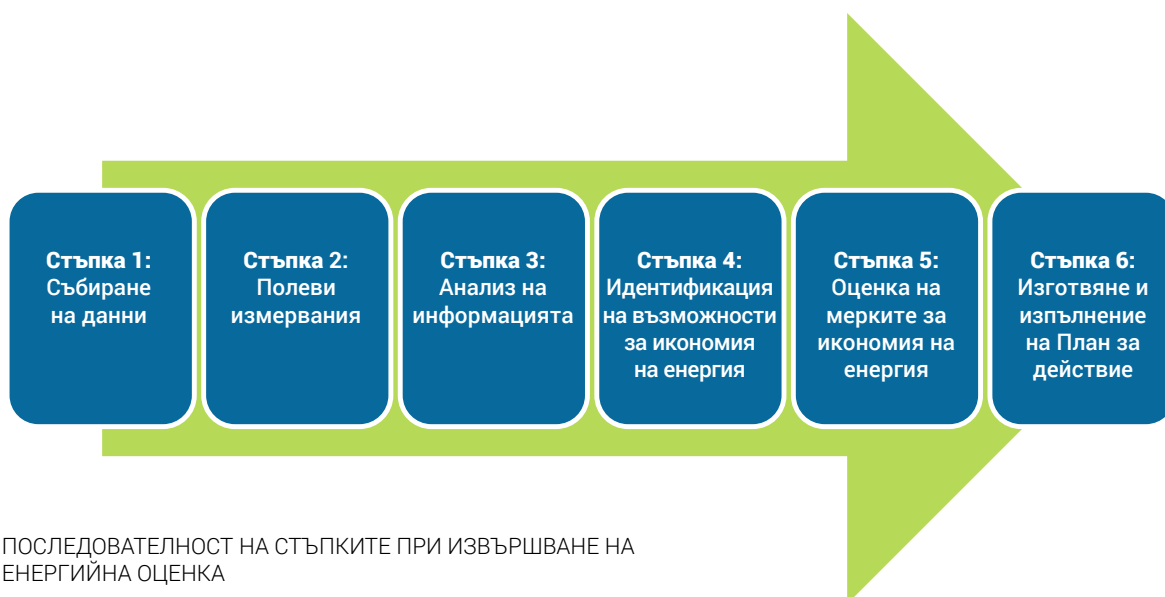 Стъпка 1:
Събиране
на данни
Стъпка 2:
Полеви
измервания
Стъпка 3:
Анализ на
информацията
Стъпка 4:
Идентификация
на възможности
за икономия
на енергия
Стъпка 5:
Оценка на
мерките за
икономия на
енергия
Стъпка 6:
Изготвяне и
изпълнение
на План за
действие
ПОСЛЕДОВАТЕЛНОСТ НА СТЪПКИТЕ ПРИ ИЗВЪРШВАНЕ НА
ЕНЕРГИЙНА ОЦЕНКА